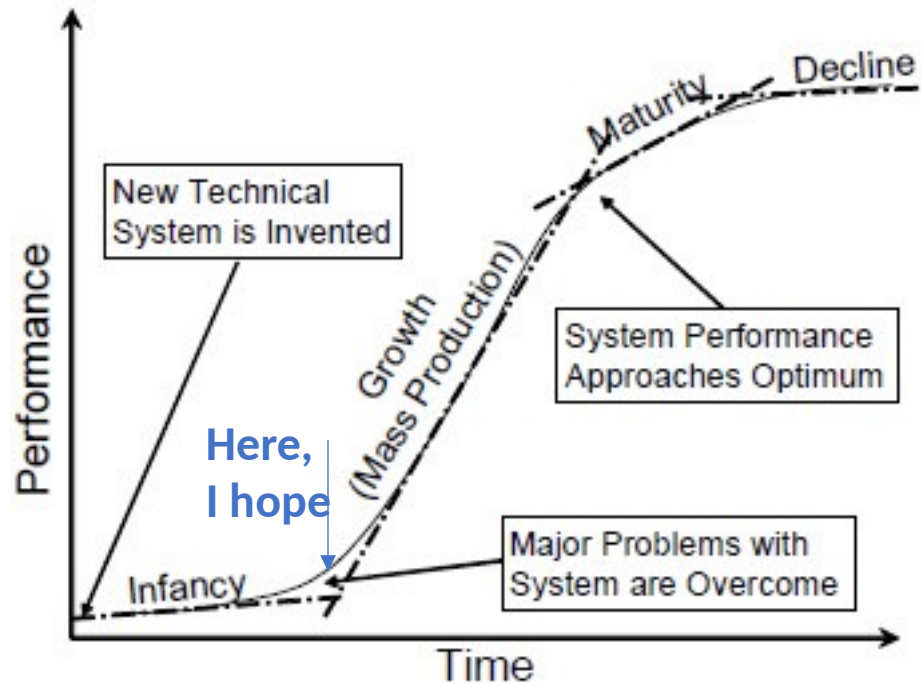 Decline
Maturity
New Technical
System is Invented
Growth
(Mass Production)
System Performance
Approaches Optimum
Performance
Here,
I hope
Major Problems with
System are Overcome
Infancy
Time